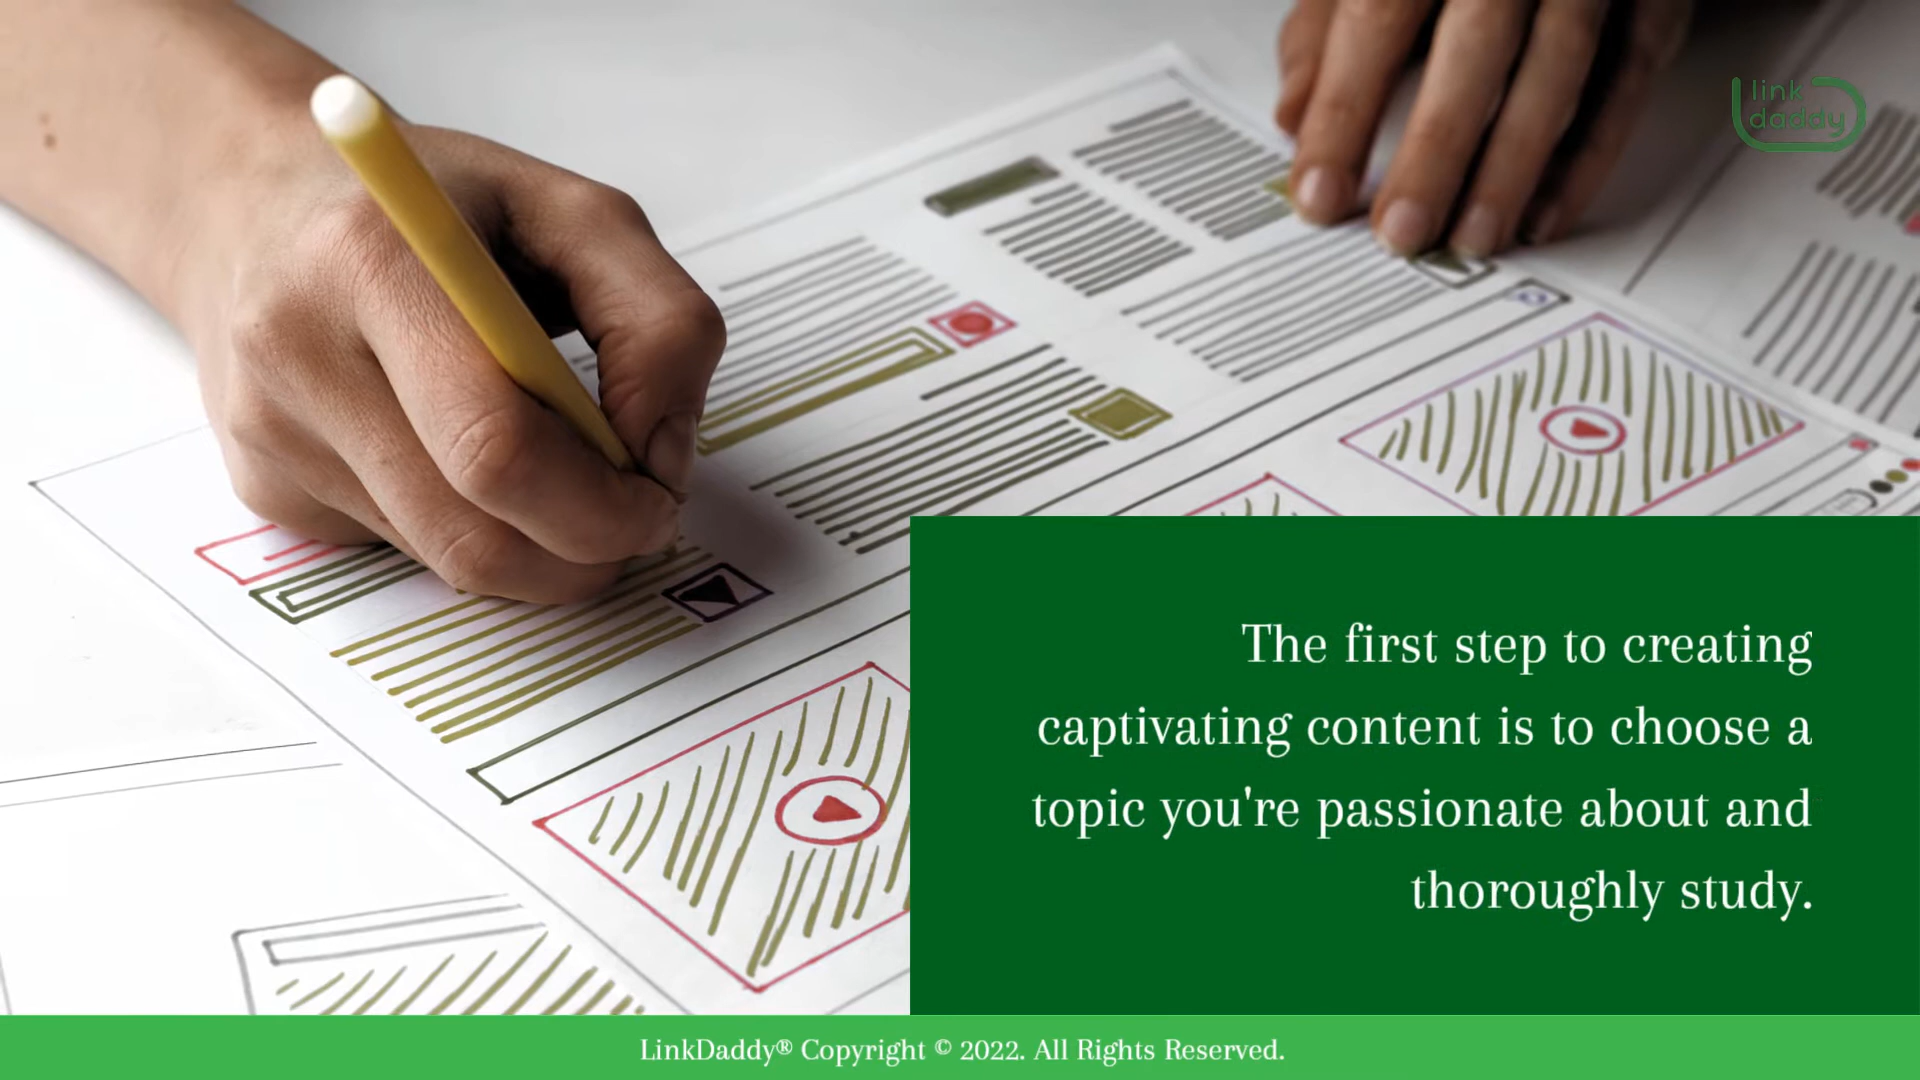 link
daddy
The first step to creating
captivating content is to choose a
topic you're passionate about and
thoroughly study.
LinkDaddy® Copyright © 2022. All Rights Reserved.